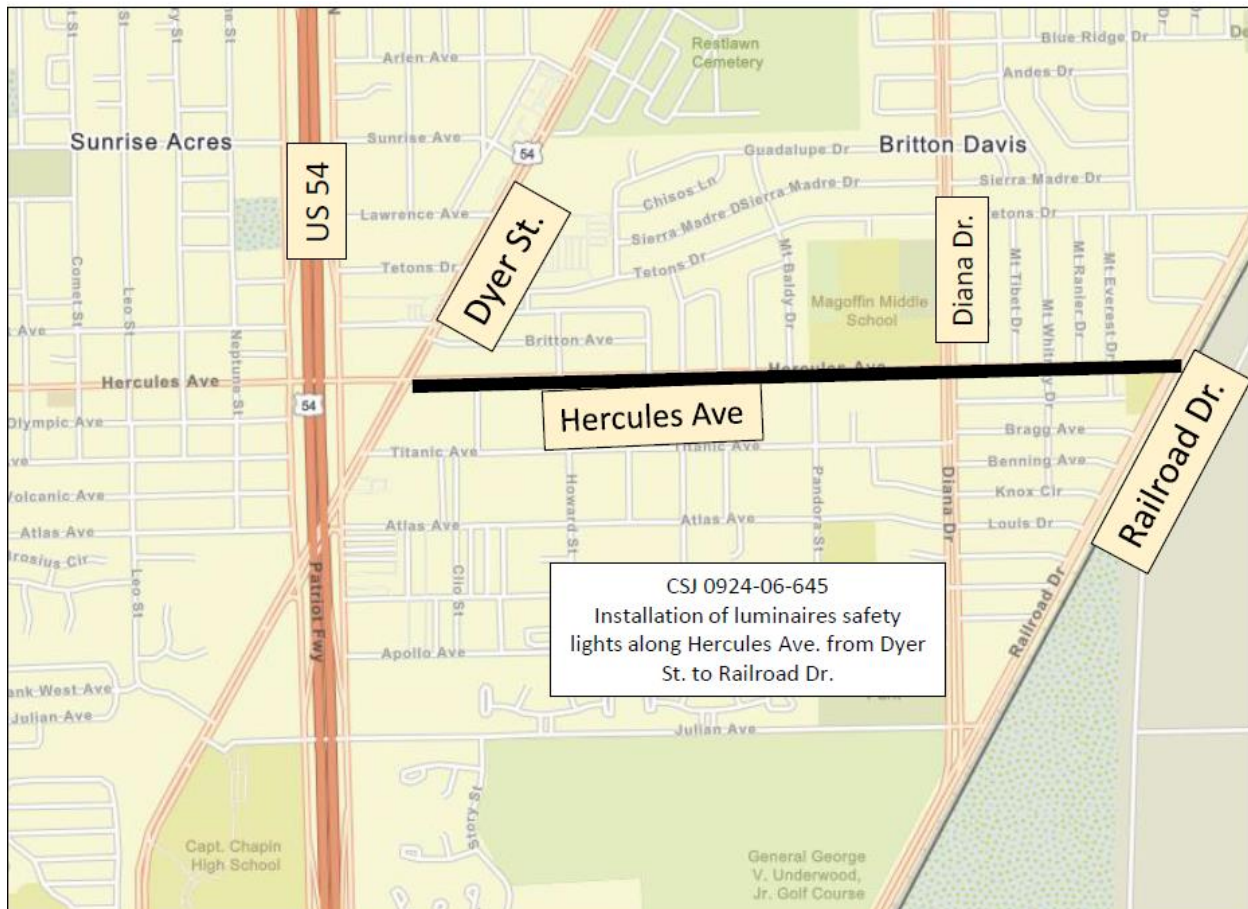 Blue Ridge Dr
Restlawn
Cemetery
Arlen Ave
Andes Dr
Sunrise Acres
Sunrise Ave
54
Guadalupe Dr
Britton Davis
US 54
Chisos Ln
Sierra Madre Dr
Sierra Madre Dr
Sierra Madre D
Lawrence Ave
Dyer St.
Diana Dr.
Tetons Dr
Tetons Dr
Tetons Dr
Comet St
Leo St
Neptune St
Mt Baldy Dr
Magoffin Middle
School
Mt Tibet Dr
Mt Whitney Dr
Mt Ranier Dr
Mt Everest Dr
Britton Ave
Hercules Ave
Hercules Ave
54
Hercules Ave
Railroad Dr.
Olympic Ave
Titanic Ave
Titanic Ave
Bragg Ave
Benning Ave
Volcanic Ave
Howard St
Pandora St
Diana Dr
Knox Cir
Atlas Ave
Atlas Ave
Atlas Ave
Louis Dr
Leo St
Patriot Fwy
Clio St
CSJ 0924-06-645
Installation of luminaires safety
lights along Hercules Ave. from Dyer
St. to Railroad Dr.
Railroad Dr
Apollo Ave
Julian Ave
Julian Ave
Story St
Capt. Chapin
High School
General George
V. Underwood,
Jr. Golf Course